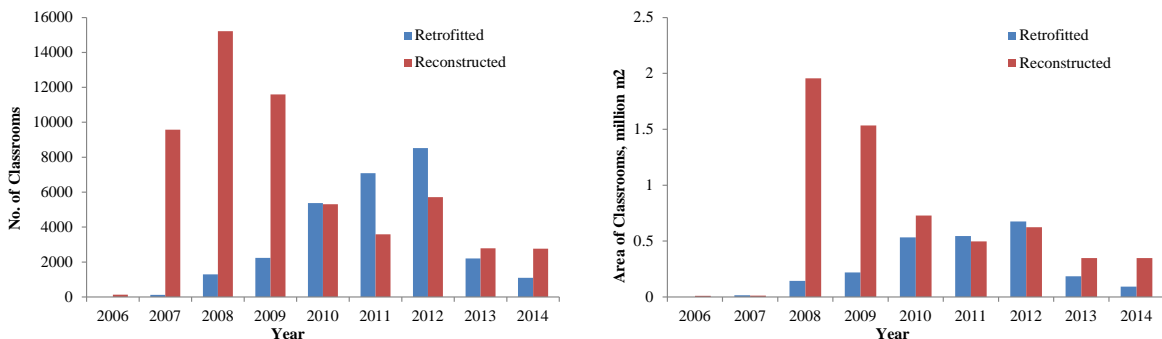 No. of Classrooms
16000
14000
12000
10000
8000
6000
4000
2000
0
Retrofitted
Reconstructed
2006 2007 2008 2009 2010 2011 2012 2013 2014
Year
Area of Classrooms, million m2
2.5
2
1.5
1
0.5
0
Retrofitted
Reconstructed
2006 2007 2008 2009 2010 2011 2012 2013 2014
Year